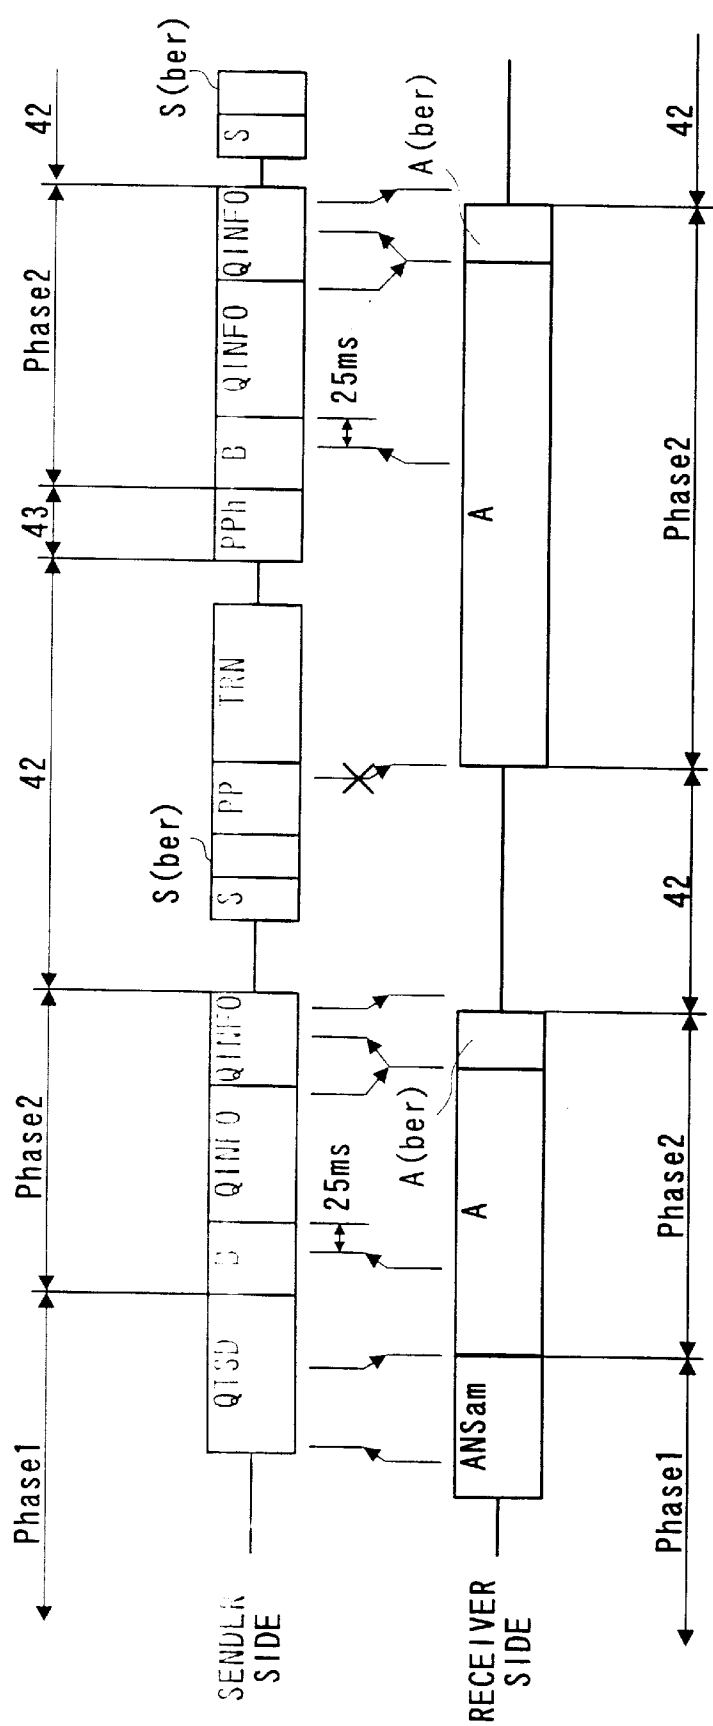 Phase1
Phase2
42
43
Phase2
42
SENDER
SIDE
QTSD
B
QINFO
QINFO
S
S(ber)
PP
TRN
PPh
B
QINFO
QINFO
S
S(ber)
25ms
25ms
A(ber)
A(ber)
RECEIVER
SIDE
ANSam
A
A
Phase1
Phase2
42
Phase2
42